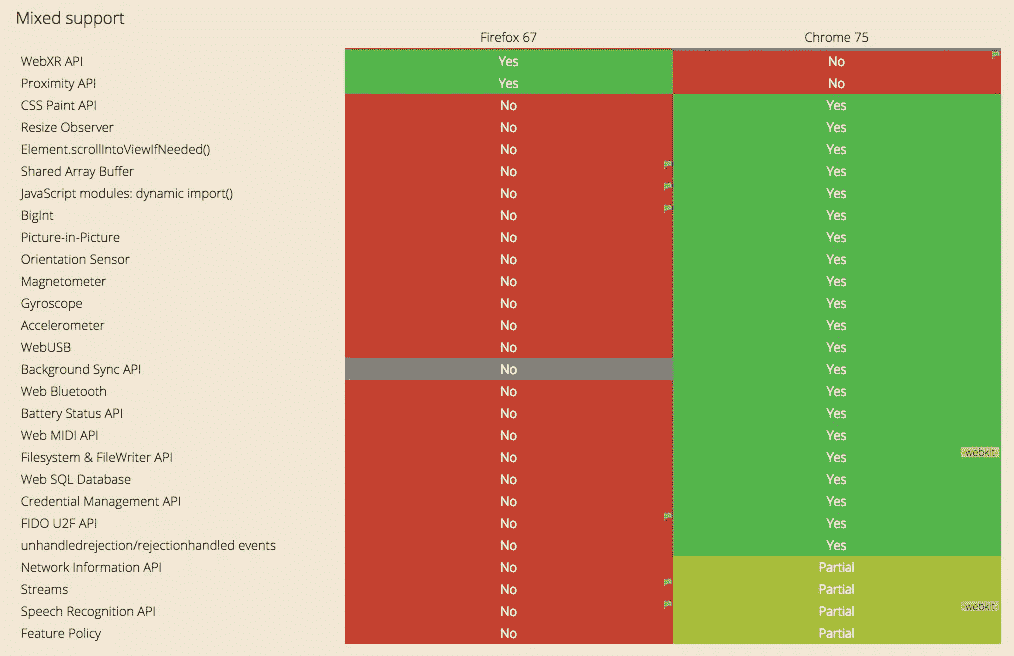 Mixed support
Firefox 67 Chrome 75
WebXR API Yes No
Proximity API Yes No
CSS Paint API No Yes
Resize Observer No Yes
Element.scrollIntoViewIfNeeded() No Yes
Shared Array Buffer No Yes
JavaScript modules: dynamic import() No Yes
BigInt No Yes
Picture-in-Picture No Yes
Orientation Sensor No Yes
Magnetometer No Yes
Gyroscope No Yes
Accelerometer No Yes
WebUSB No Yes
Background Sync API No Yes
Web Bluetooth No Yes
Battery Status API No Yes
Web MIDI API No Yes
Filesystem & FileWriter API No Yes -webkit-
Web SQL Database No Yes
Credential Management API No Yes
FIDO U2F API No Yes
unhandledrejection/rejectionhandled events No Yes
Network Information API No Partial
Streams No Partial
Speech Recognition API No Partial -webkit-
Feature Policy No Partial